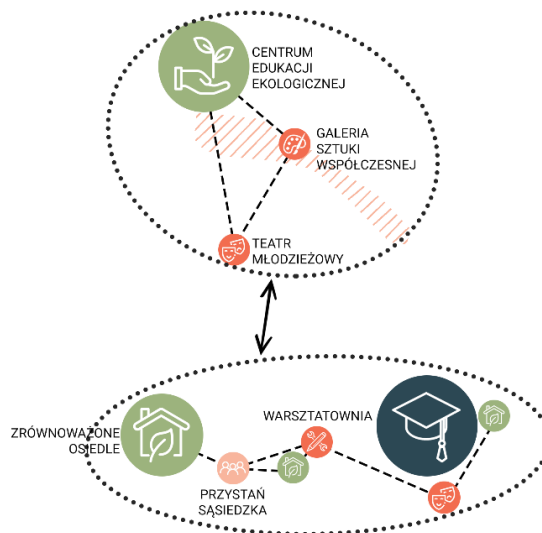 CENTRUM
EDUKACJI
EKOLOGICZNEJ
GALERIA
SZTUKI
WSPÓŁCZESNEJ
TEATR
MŁODZIEŻOWY
WARSZTATOWNIA
ZRÓWNOWAŻONE
OSIEDLE
PRZYSTAŃ
SĄSIEDZKA